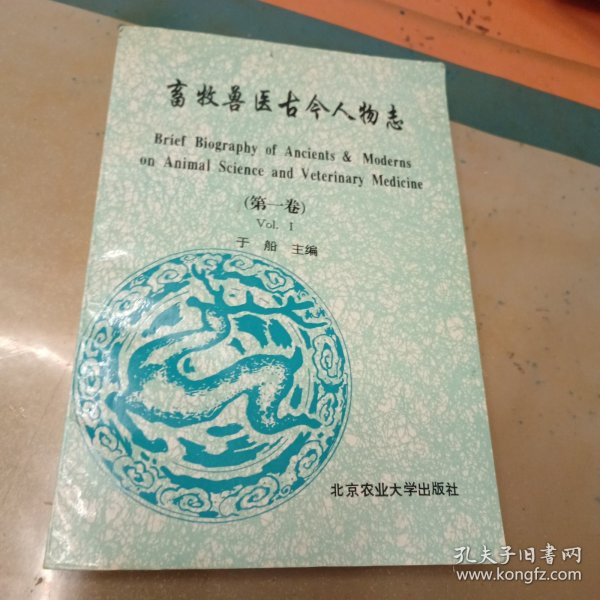 畜牧兽医古今人物志
Brief Biography of Ancients & Moderns
on Animal Science and Veterinary Medicine
(第一卷)
Vol. I
于船 主编
北京农业大学出版社
孔夫子旧书网
www.kongfz.com